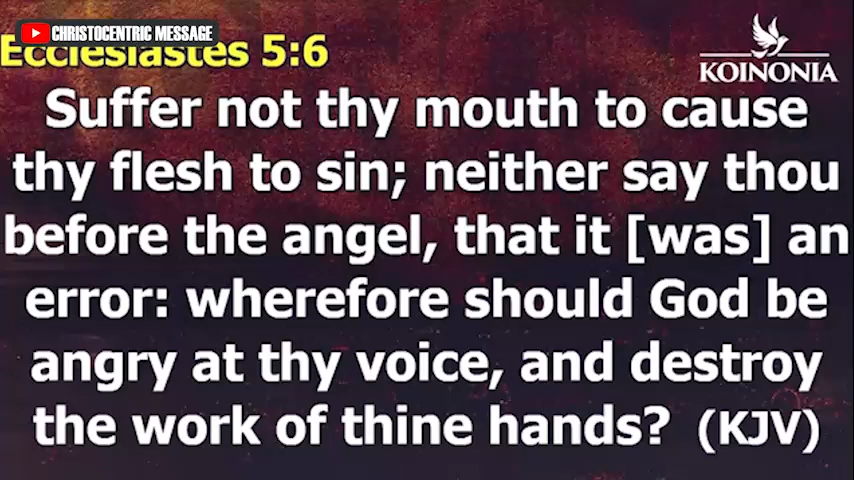 CHRISTOCENTRIC MESSAGE
Ecclesiastes 5:6
KOINONIA
Suffer not thy mouth to cause
thy flesh to sin; neither say thou
before the angel, that it [was] an
error: wherefore should God be
angry at thy voice, and destroy
the work of thine hands? (KJV)